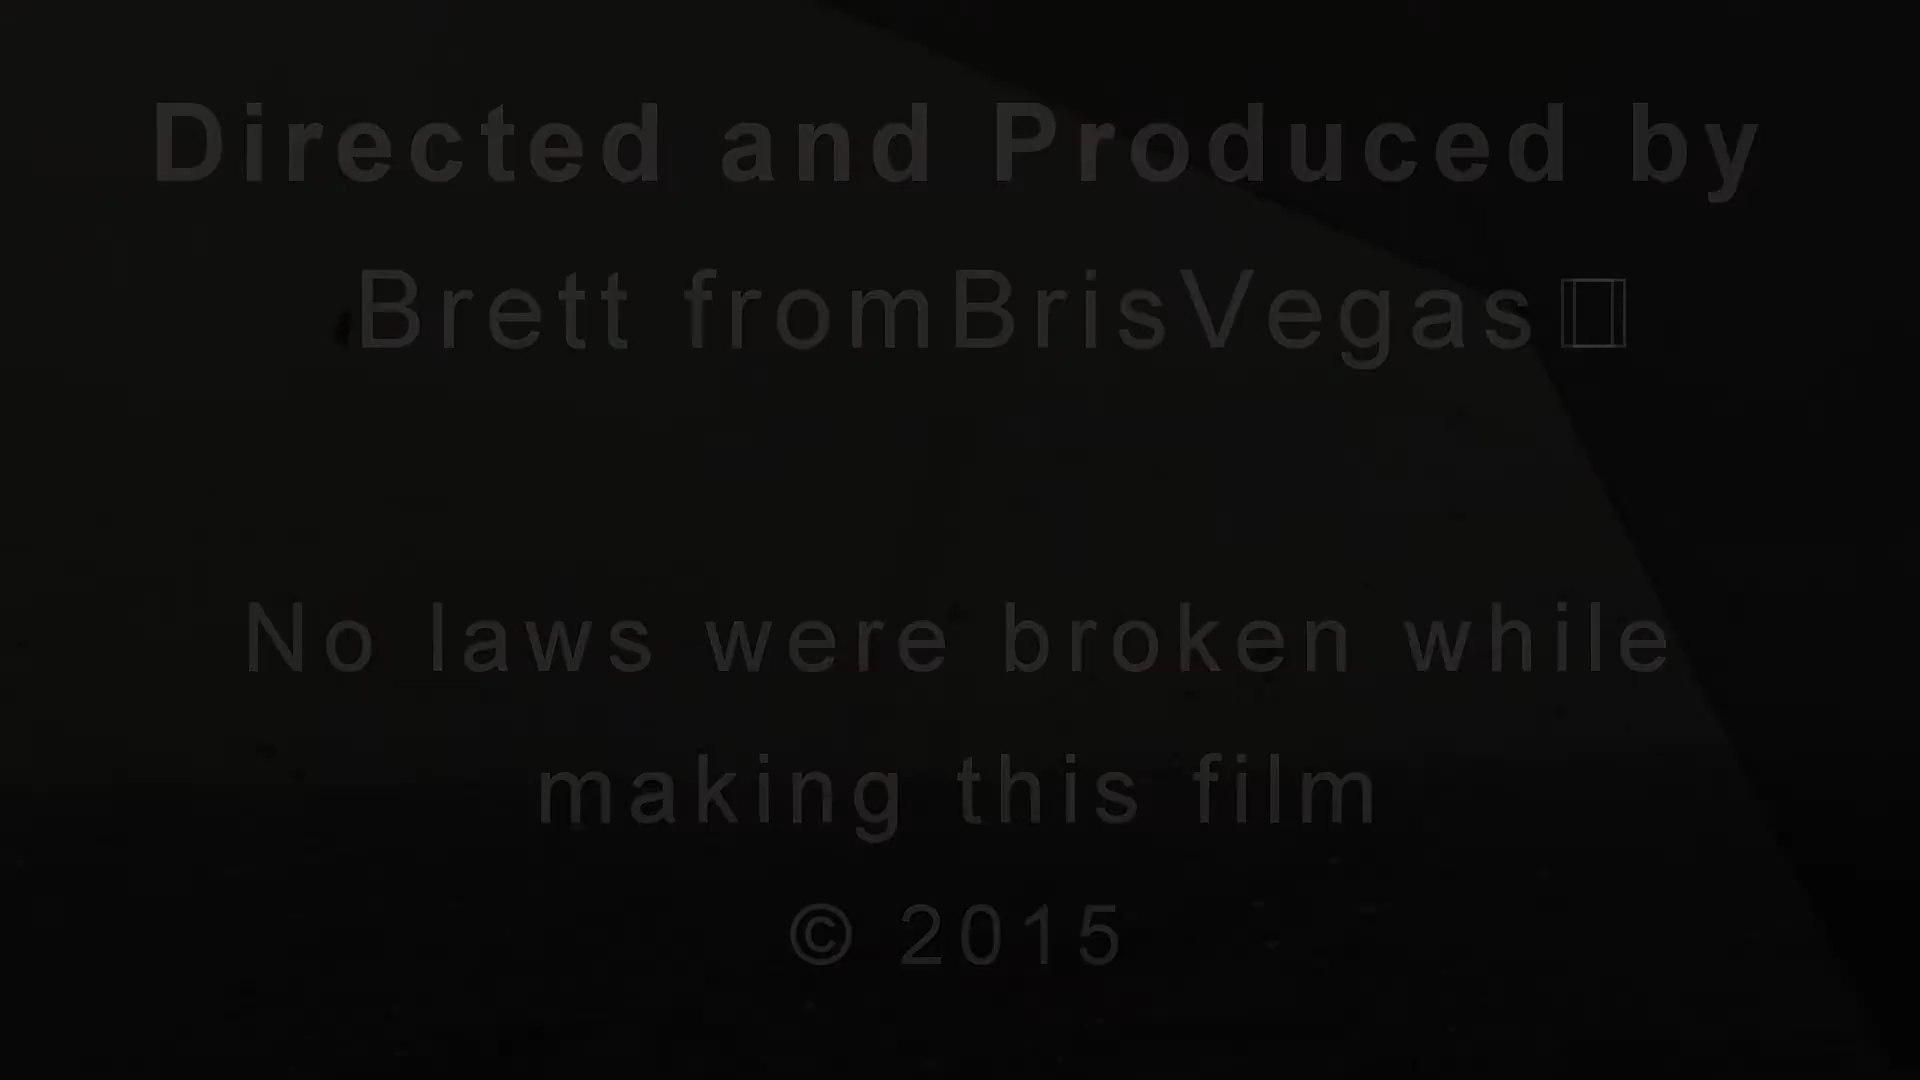 Directed and Produced by
Brett fromBrisVegas
No laws were broken while
making this film
© 2015